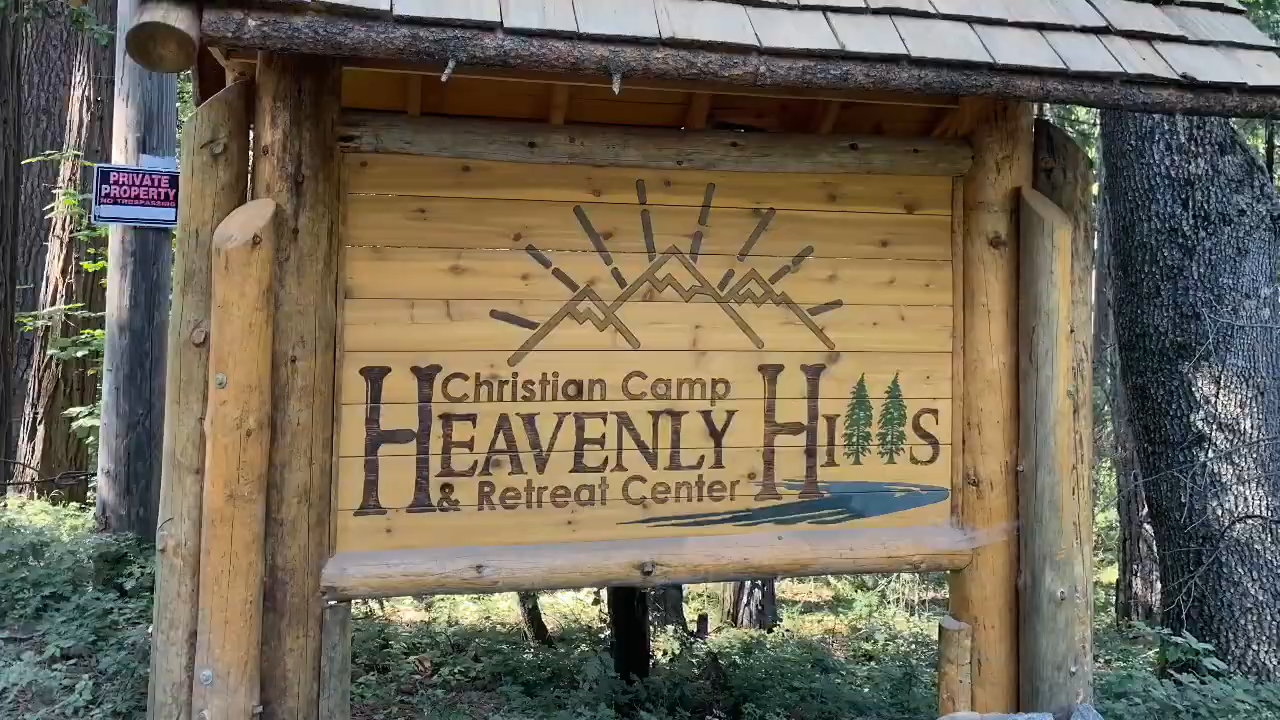 PRIVATE
PROPERTY
NO TRESPASSING
Christian Camp
HEAVENLY HILLS
& Retreat Center